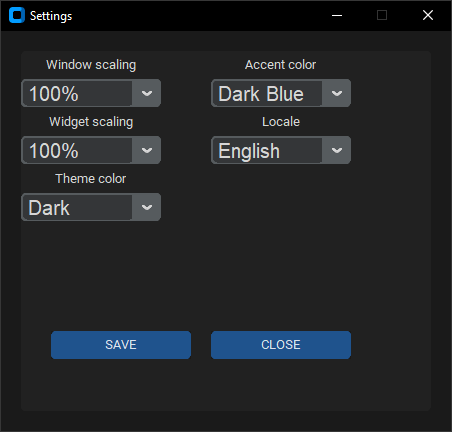 Settings
Window scaling
Accent color
100%
Dark Blue
Widget scaling
Locale
100%
English
Theme color
Dark
SAVE
CLOSE